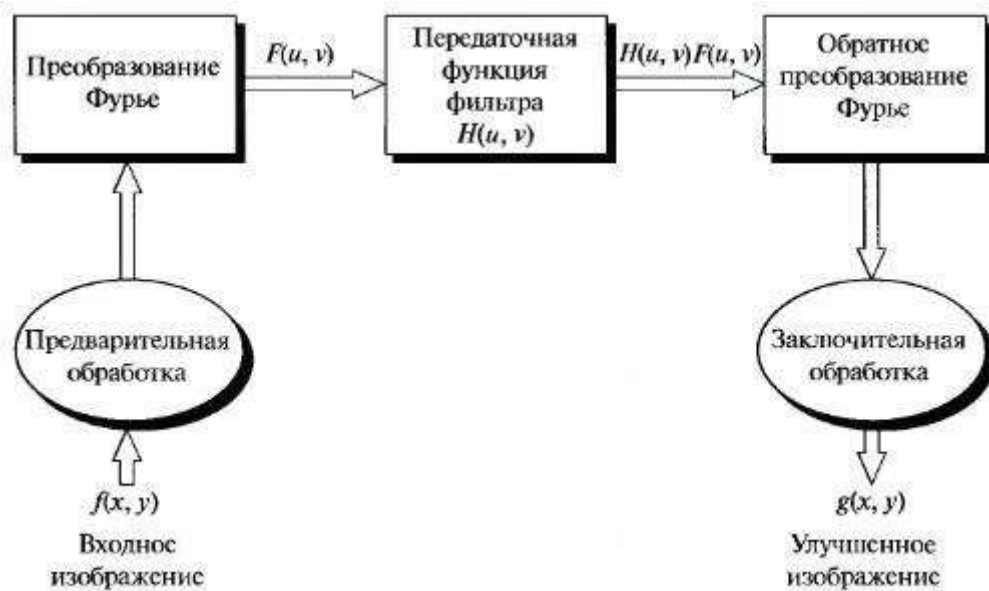 Преобразование
Фурье
F(u, v)
Передаточная
функция
фильтра
H(u, v)
H(u, v)F(u, v)
Обратное
преобразование
Фурье
Предварительная
обработка
Заключительная
обработка
f(x, y)
Входное
изображение
g(x, y)
Улучшенное
изображение